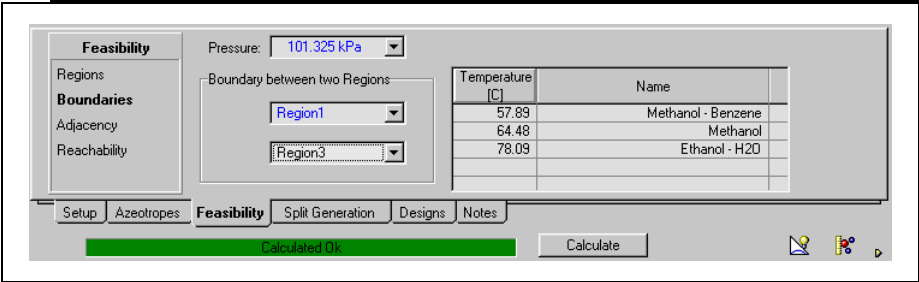 Feasibility
Regions
Boundaries
Adjacency
Reachability
Pressure: 101.325 kPa
Boundary between two Regions
Region1
Region3
Temperature [C] Name
57.89 Methanol - Benzene
64.48 Methanol
78.09 Ethanol - H2O
Setup Azeotropes Feasibility Split Generation Designs Notes
Calculated Ok Calculate